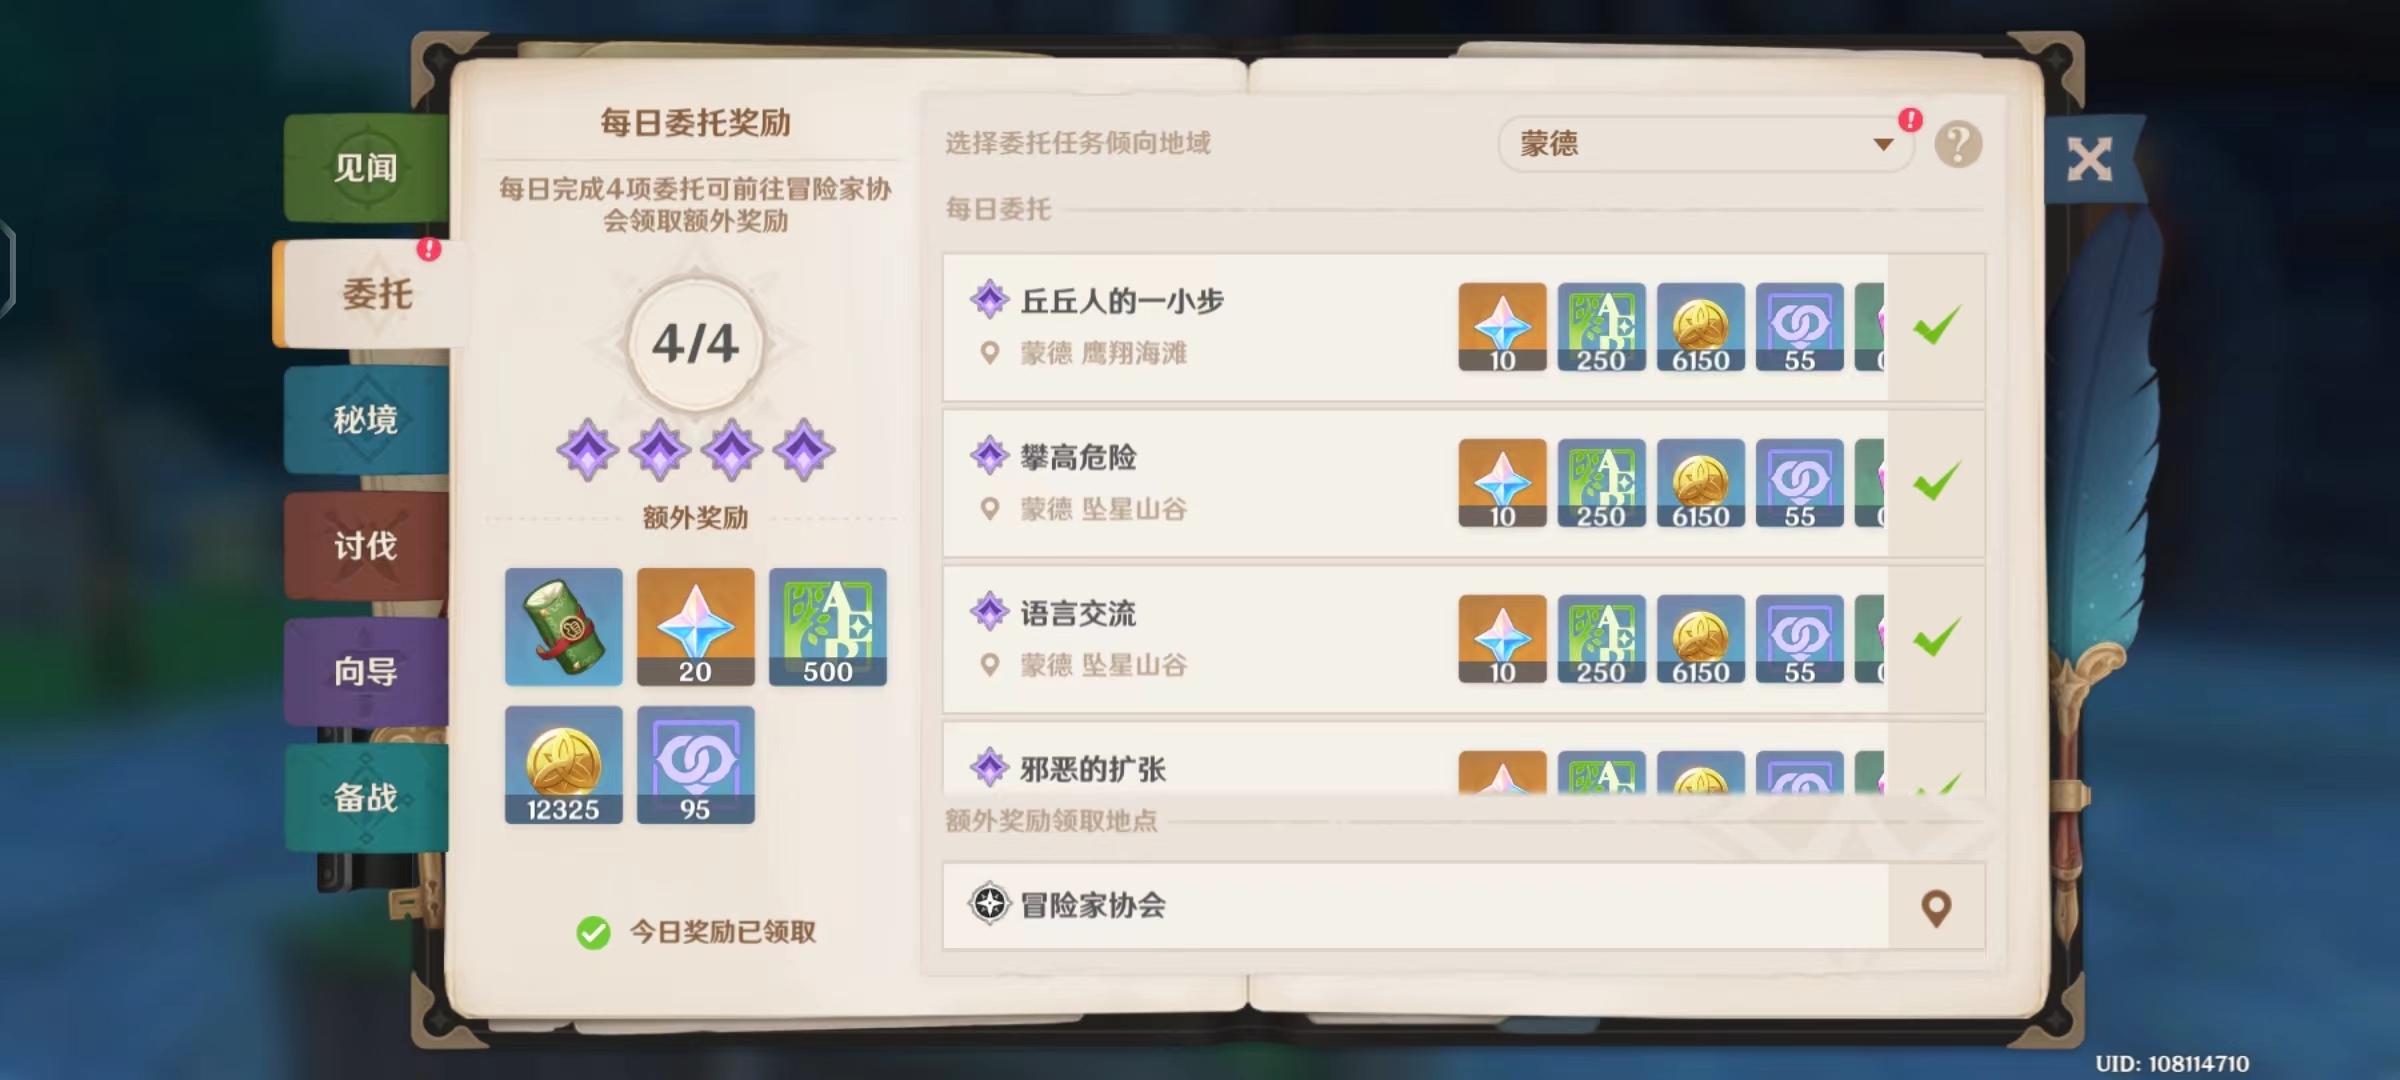 见闻
委托
秘境
讨伐
向导
备战
每日委托奖励
每日完成4项委托可前往冒险家协
会领取额外奖励
4/4
额外奖励
20
500
12325
95
今日奖励已领取
选择委托任务倾向地域
蒙德
每日委托
丘丘人的一小步
蒙德 鹰翔海滩
10
250
6150
55
攀高危险
蒙德 坠星山谷
10
250
6150
55
语言交流
蒙德 坠星山谷
10
250
6150
55
邪恶的扩张
额外奖励领取地点
冒险家协会
UID: 108114710